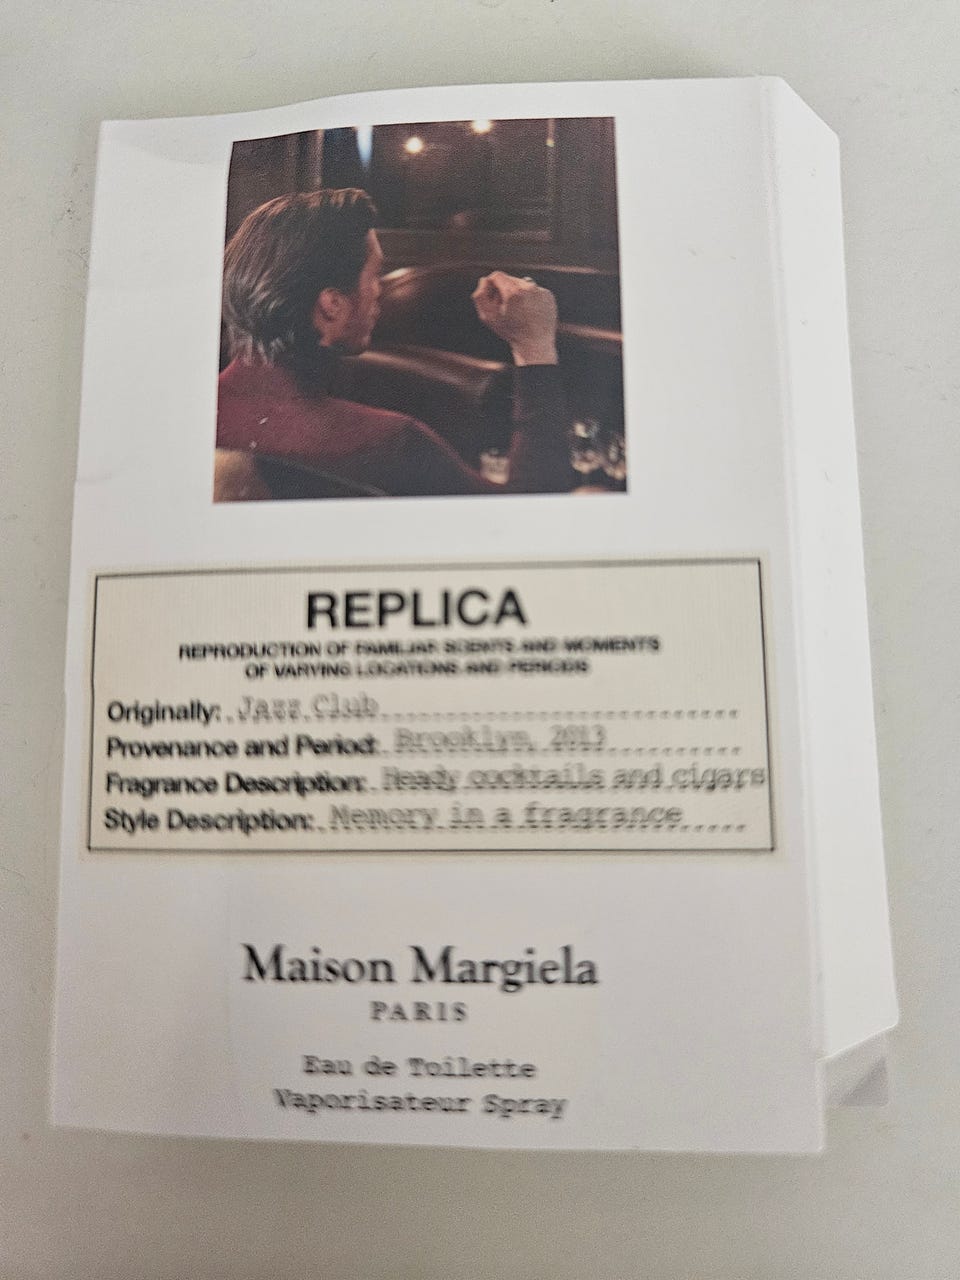 REPLICA
REPRODUCTION OF FAMILIAR SCENTS AND MOMENTS
OF VARYING LOCATIONS AND PERIODS
Originally: Jazz Club
Provenance and Period: Brooklyn, 2013
Fragrance Description: Heady cocktails and cigars
Style Description: Memory in a fragrance
Maison Margiela
PARIS
Eau de Toilette
Vaporisateur Spray